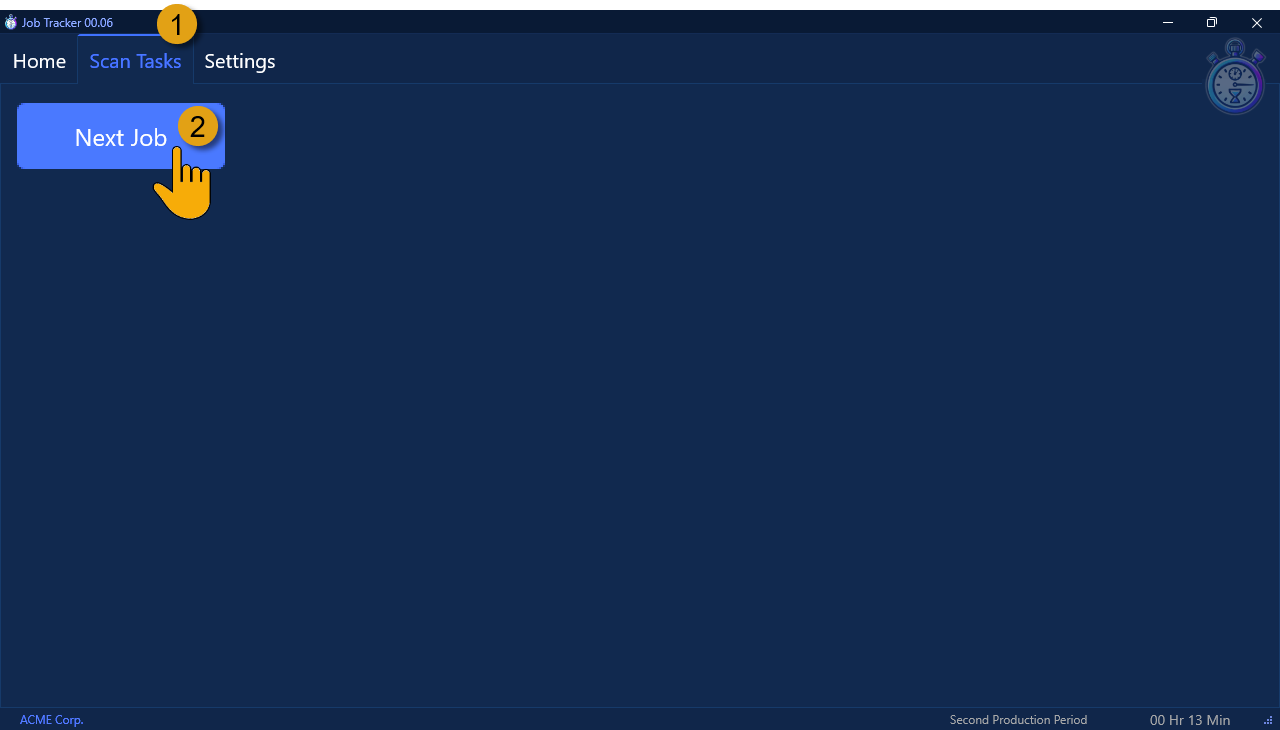 Job Tracker 00.06
1
Home Scan Tasks Settings
Next Job 2
ACME Corp. Second Production Period 00 Hr 13 Min